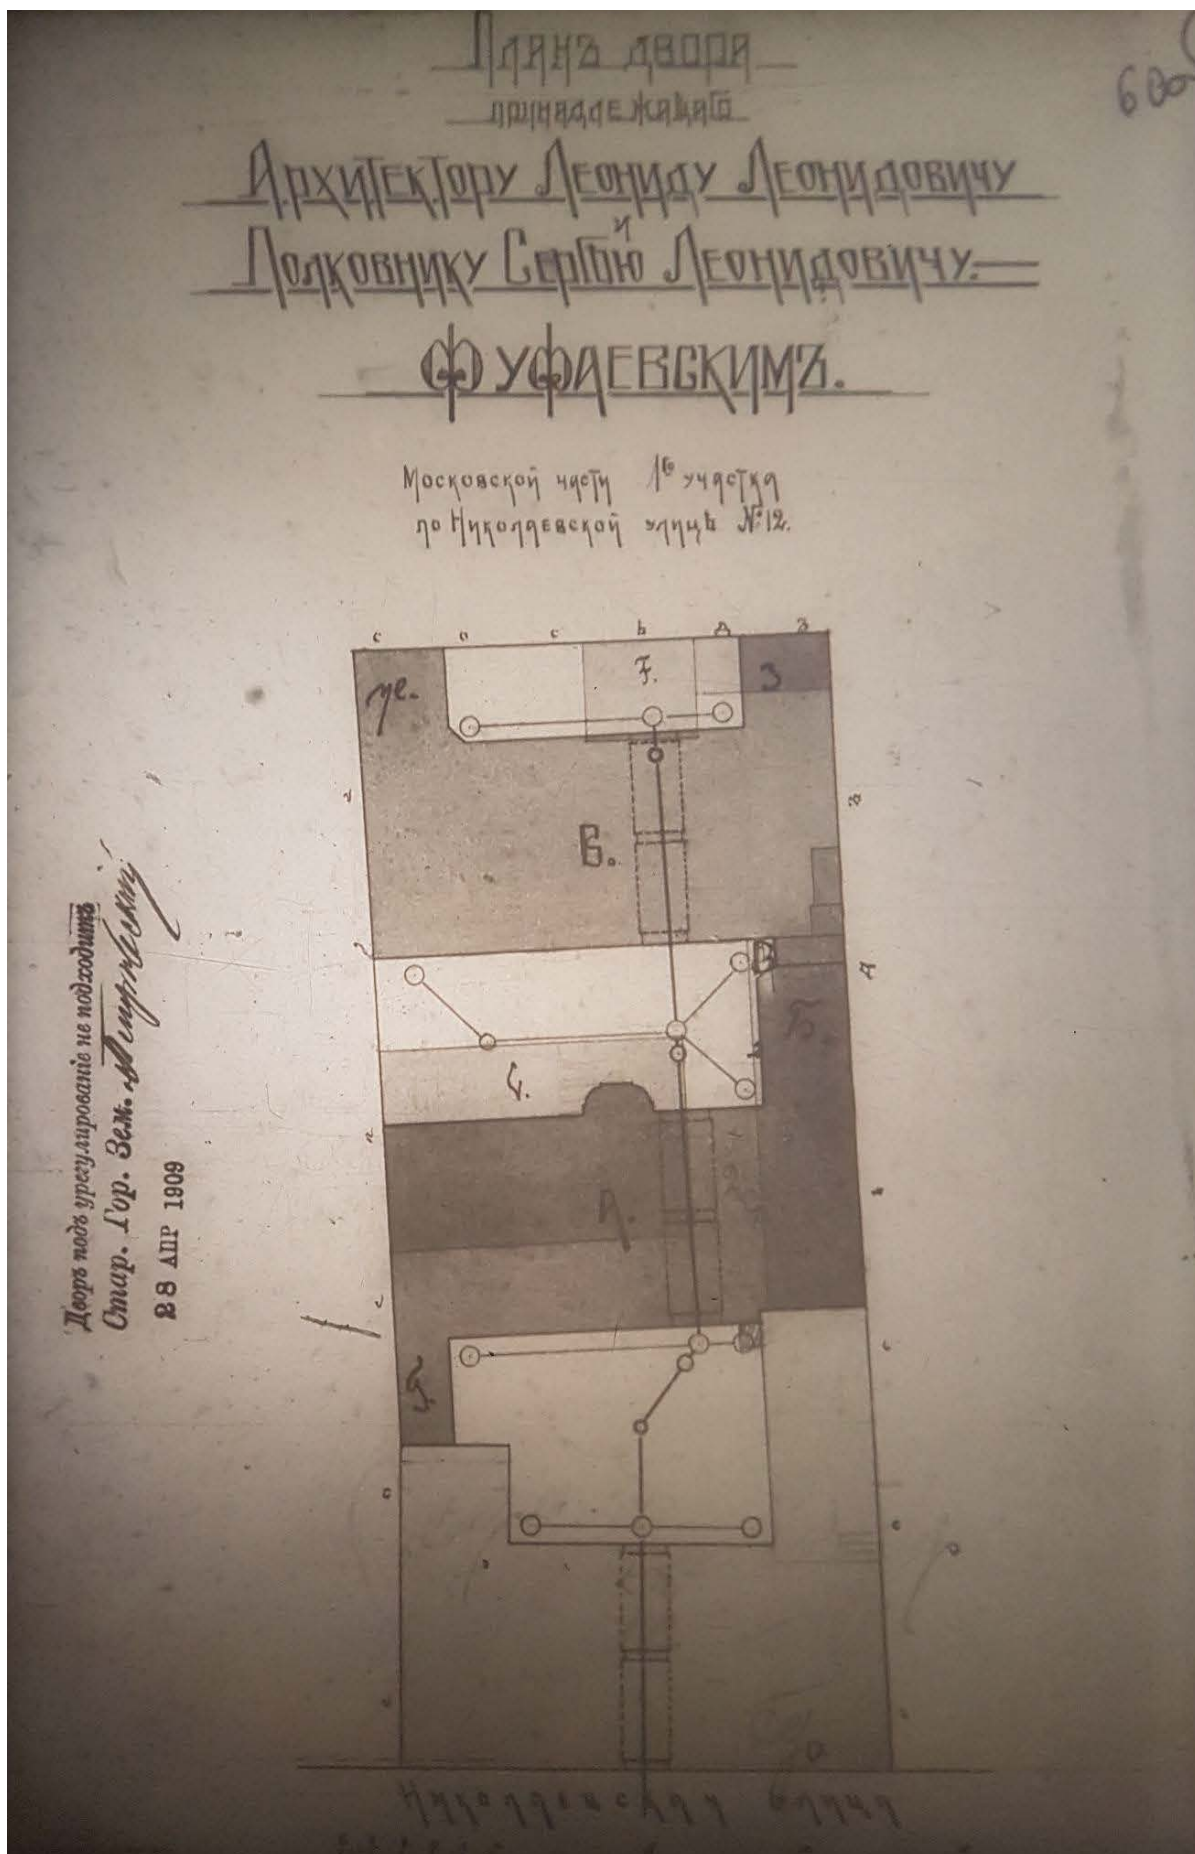 Планъ двора
принадлежащаго
Архитектору Леониду Леонидовичу
и
Полковнику Сергѣю Леонидовичу
Фуфаевскимъ.
Московской части 1го участка
по Николаевской улицѣ №12.
600
Дворъ подъ урегулированіе не подходитъ
Стар. Гор. Зем.
28 АПР 1909
с о с b д З
F.
З
Б.
В
Б.
А.
Николаевская улица